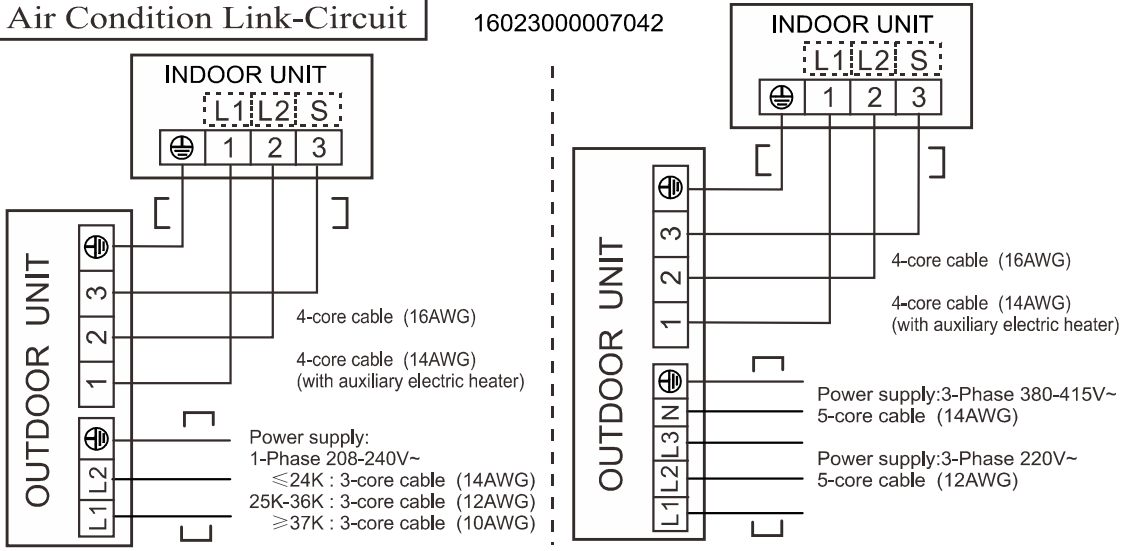 Air Condition Link-Circuit
16023000007042
INDOOR UNIT
L1 L2 S
1 2 3
OUTDOOR UNIT
3
2
1
L2
L1
4-core cable (16AWG)
4-core cable (14AWG)
(with auxiliary electric heater)
Power supply:
1-Phase 208-240V~
≤24K : 3-core cable (14AWG)
25K-36K : 3-core cable (12AWG)
≥37K : 3-core cable (10AWG)
INDOOR UNIT
L1 L2 S
1 2 3
OUTDOOR UNIT
3
2
1
N
L3
L2
L1
4-core cable (16AWG)
4-core cable (14AWG)
(with auxiliary electric heater)
Power supply:3-Phase 380-415V~
5-core cable (14AWG)
Power supply:3-Phase 220V~
5-core cable (12AWG)